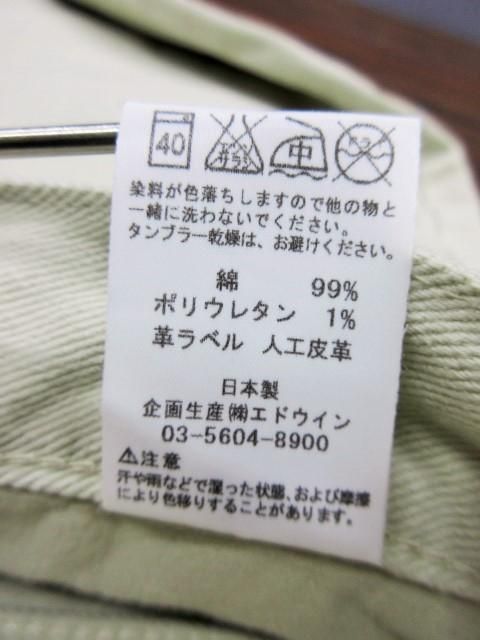 40 サラシ 中
染料が色落ちしますので他の物と
一緒に洗わないでください。
タンブラー乾燥は、お避けください。
綿 99%
ポリウレタン 1%
革ラベル 人工皮革
日本製
企画生産㈱エドウイン
03-5604-8900
⚠注意
汗や雨などで湿った状態、および摩擦
により色移りすることがあります。